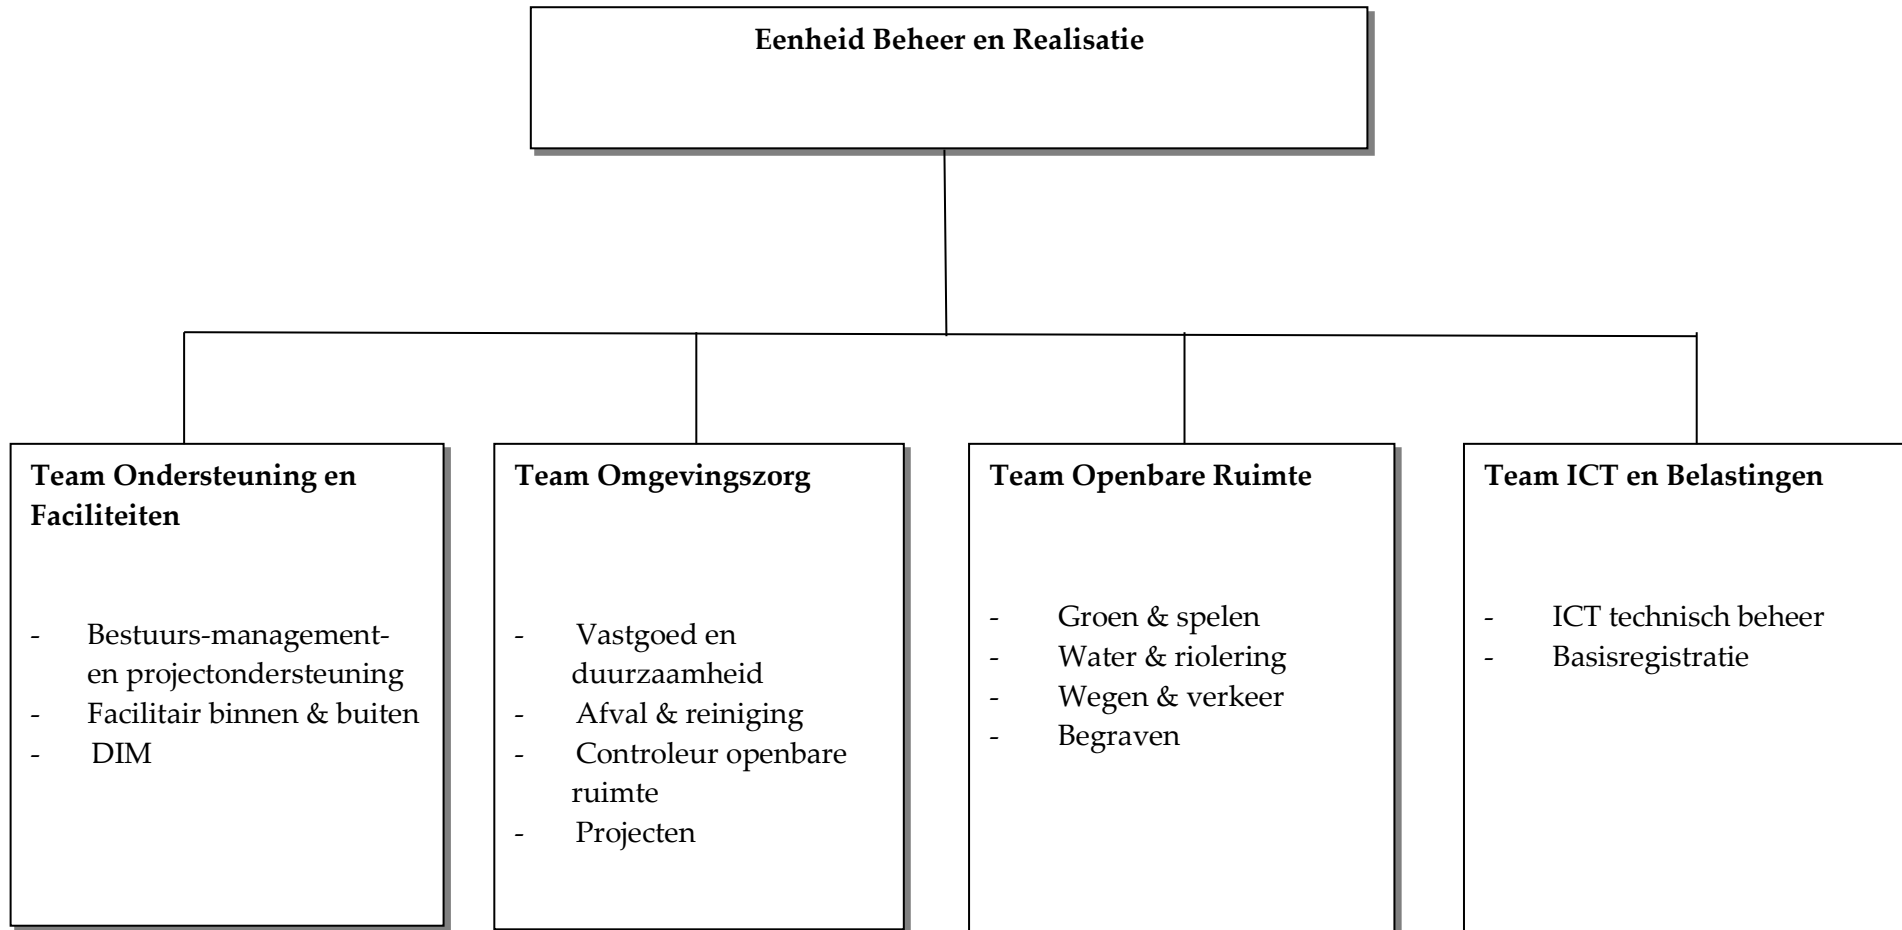 Eenheid Beheer en Realisatie
Team Ondersteuning en
Faciliteiten
- Bestuurs-management-
en projectondersteuning
- Facilitair binnen & buiten
- DIM
Team Omgevingszorg
- Vastgoed en
duurzaamheid
- Afval & reiniging
- Controleur openbare
ruimte
- Projecten
Team Openbare Ruimte
- Groen & spelen
- Water & riolering
- Wegen & verkeer
- Begraven
Team ICT en Belastingen
- ICT technisch beheer
- Basisregistratie